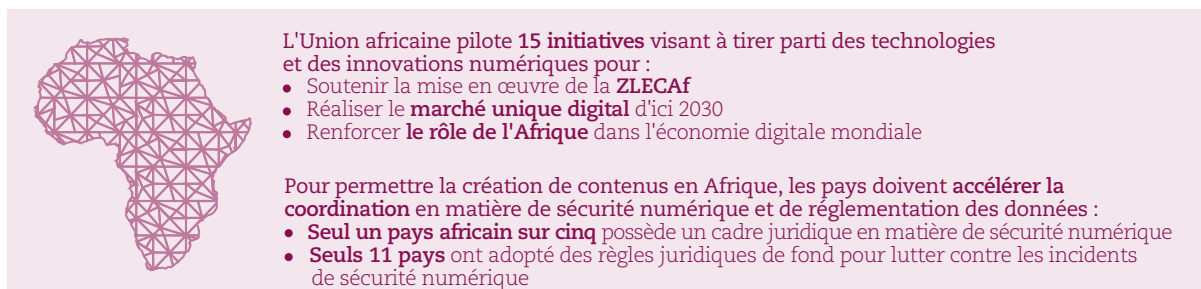 L'Union africaine pilote 15 initiatives visant à tirer parti des technologies
et des innovations numériques pour :
• Soutenir la mise en œuvre de la ZLECAf
• Réaliser le marché unique digital d'ici 2030
• Renforcer le rôle de l'Afrique dans l'économie digitale mondiale
Pour permettre la création de contenus en Afrique, les pays doivent accélérer la
coordination en matière de sécurité numérique et de réglementation des données :
• Seul un pays africain sur cinq possède un cadre juridique en matière de sécurité numérique
• Seuls 11 pays ont adopté des règles juridiques de fond pour lutter contre les incidents
de sécurité numérique